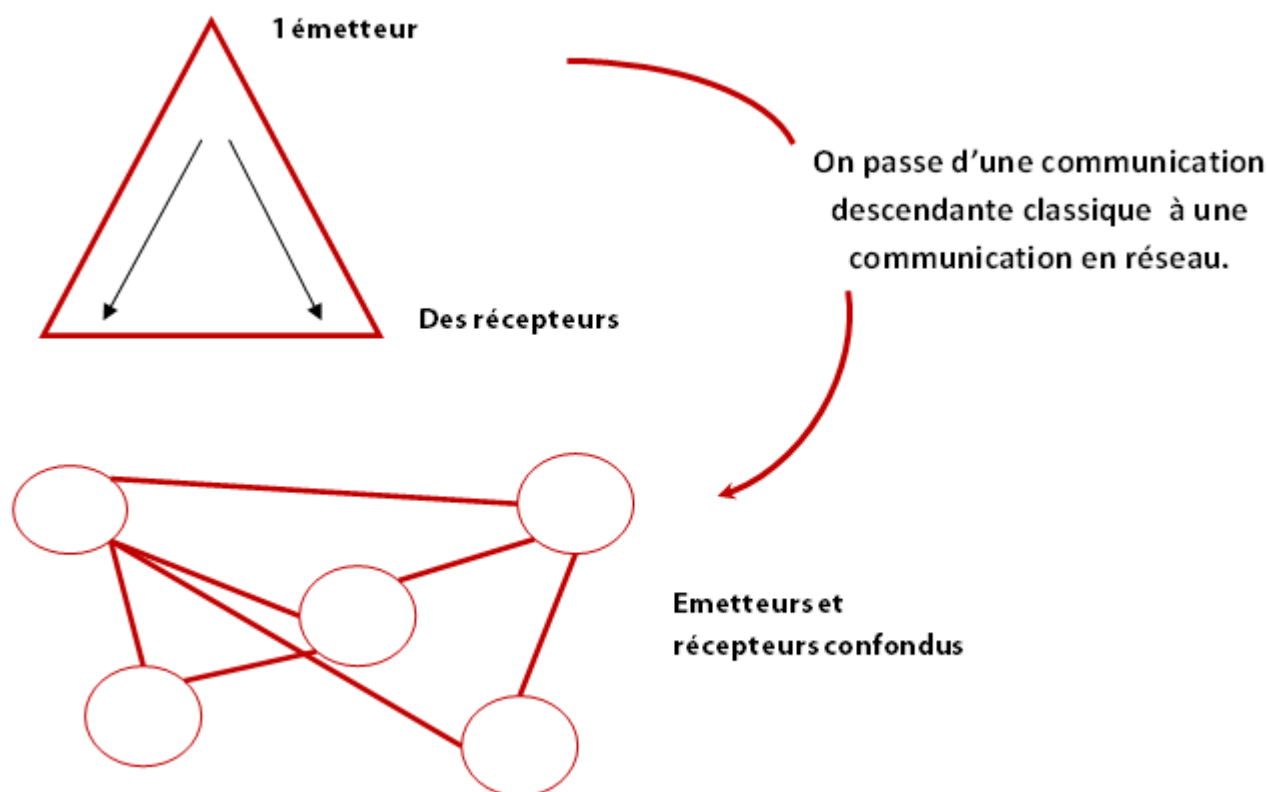 1 émetteur
On passe d'une communication
descendante classique à une
communication en réseau.
Des récepteurs
Emetteurs et
récepteurs confondus